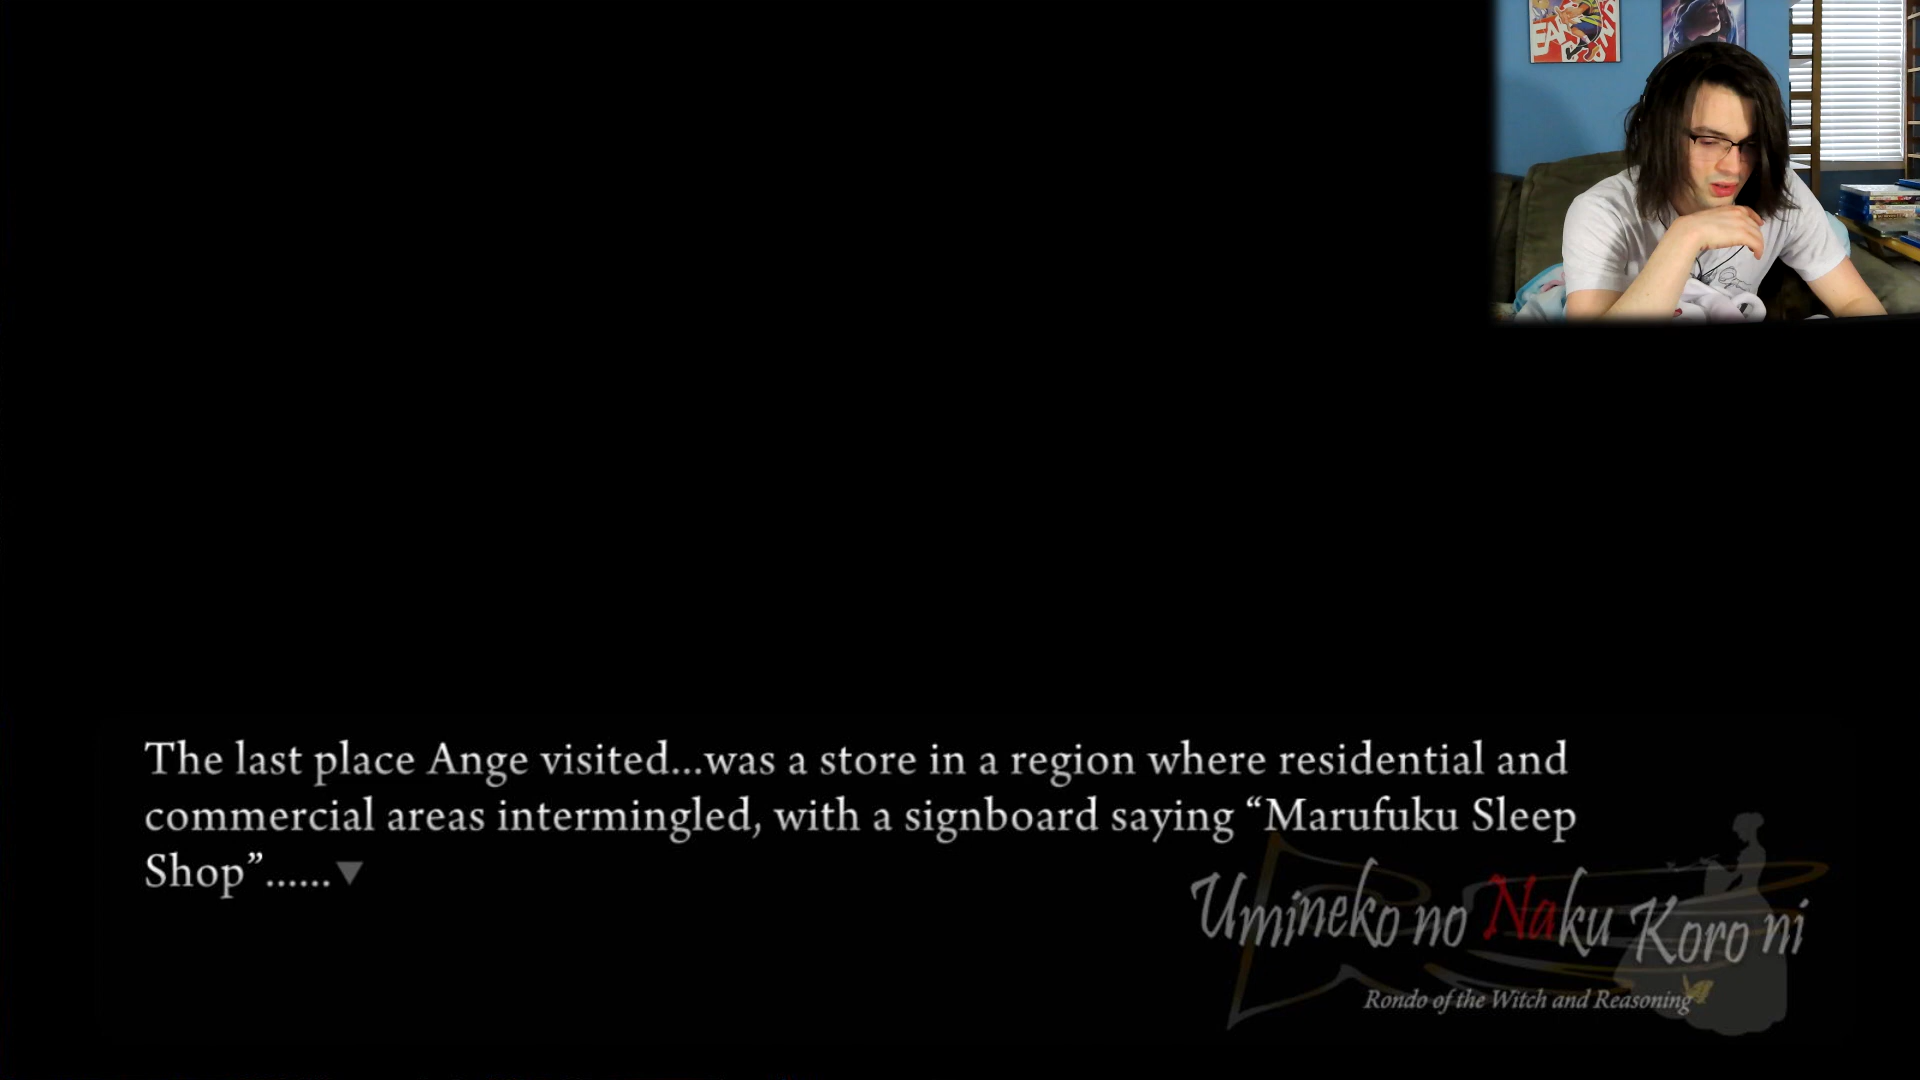 The last place Ange visited...was a store in a region where residential and
commercial areas intermingled, with a signboard saying “Marufuku Sleep
Shop”......
Umineko no Naku Koro ni
Rondo of the Witch and Reasoning